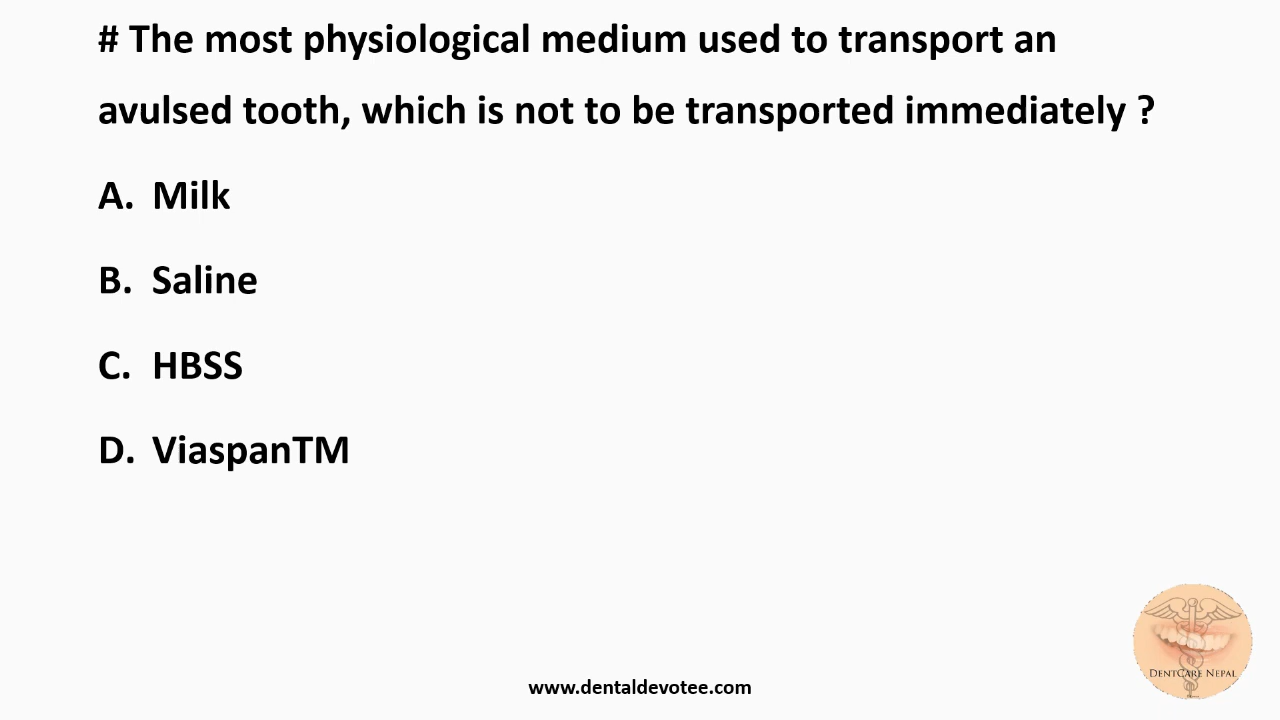 # The most physiological medium used to transport an
avulsed tooth, which is not to be transported immediately ?
A. Milk
B. Saline
C. HBSS
D. ViaspanTM
DENTCARE NEPAL
www.dentaldevotee.com